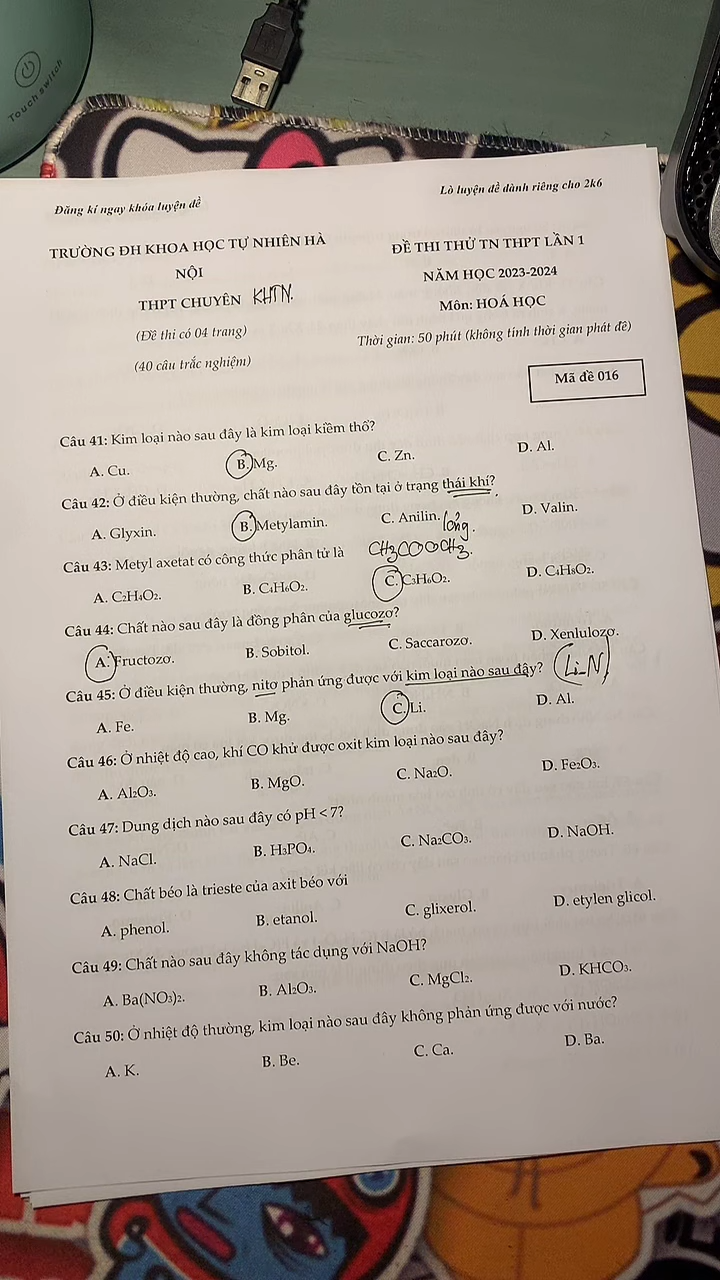 Touch switch
Đăng kí ngay khóa luyện đề
Lò luyện đề dành riêng cho 2k6
TRƯỜNG ĐH KHOA HỌC TỰ NHIÊN HÀ
NỘI
THPT CHUYÊN KHTN.
(Đề thi có 04 trang)
(40 câu trắc nghiệm)
ĐỀ THI THỬ TN THPT LẦN 1
NĂM HỌC 2023-2024
Môn: HOÁ HỌC
Thời gian: 50 phút (không tính thời gian phát đề)
Mã đề 016
Câu 41: Kim loại nào sau đây là kim loại kiềm thổ?
A. Cu. B. Mg. C. Zn. D. Al.
Câu 42: Ở điều kiện thường, chất nào sau đây tồn tại ở trạng thái khí?
A. Glyxin. B. Metylamin. C. Anilin. lỏng. D. Valin.
Câu 43: Metyl axetat có công thức phân tử là CH3COOCH3.
A. C2H4O2. B. C4H6O2. C. C3H6O2. D. C4H8O2.
Câu 44: Chất nào sau đây là đồng phân của glucozơ?
A. Fructozơ. B. Sobitol. C. Saccarozơ. D. Xenlulozơ.
Câu 45: Ở điều kiện thường, nitơ phản ứng được với kim loại nào sau đây? (Li-N)
A. Fe. B. Mg. C. Li. D. Al.
Câu 46: Ở nhiệt độ cao, khí CO khử được oxit kim loại nào sau đây?
A. Al2O3. B. MgO. C. Na2O. D. Fe2O3.
Câu 47: Dung dịch nào sau đây có pH < 7?
A. NaCl. B. H3PO4. C. Na2CO3. D. NaOH.
Câu 48: Chất béo là trieste của axit béo với
A. phenol. B. etanol. C. glixerol. D. etylen glicol.
Câu 49: Chất nào sau đây không tác dụng với NaOH?
A. Ba(NO3)2. B. Al2O3. C. MgCl2. D. KHCO3.
Câu 50: Ở nhiệt độ thường, kim loại nào sau đây không phản ứng được với nước?
A. K. B. Be. C. Ca. D. Ba.